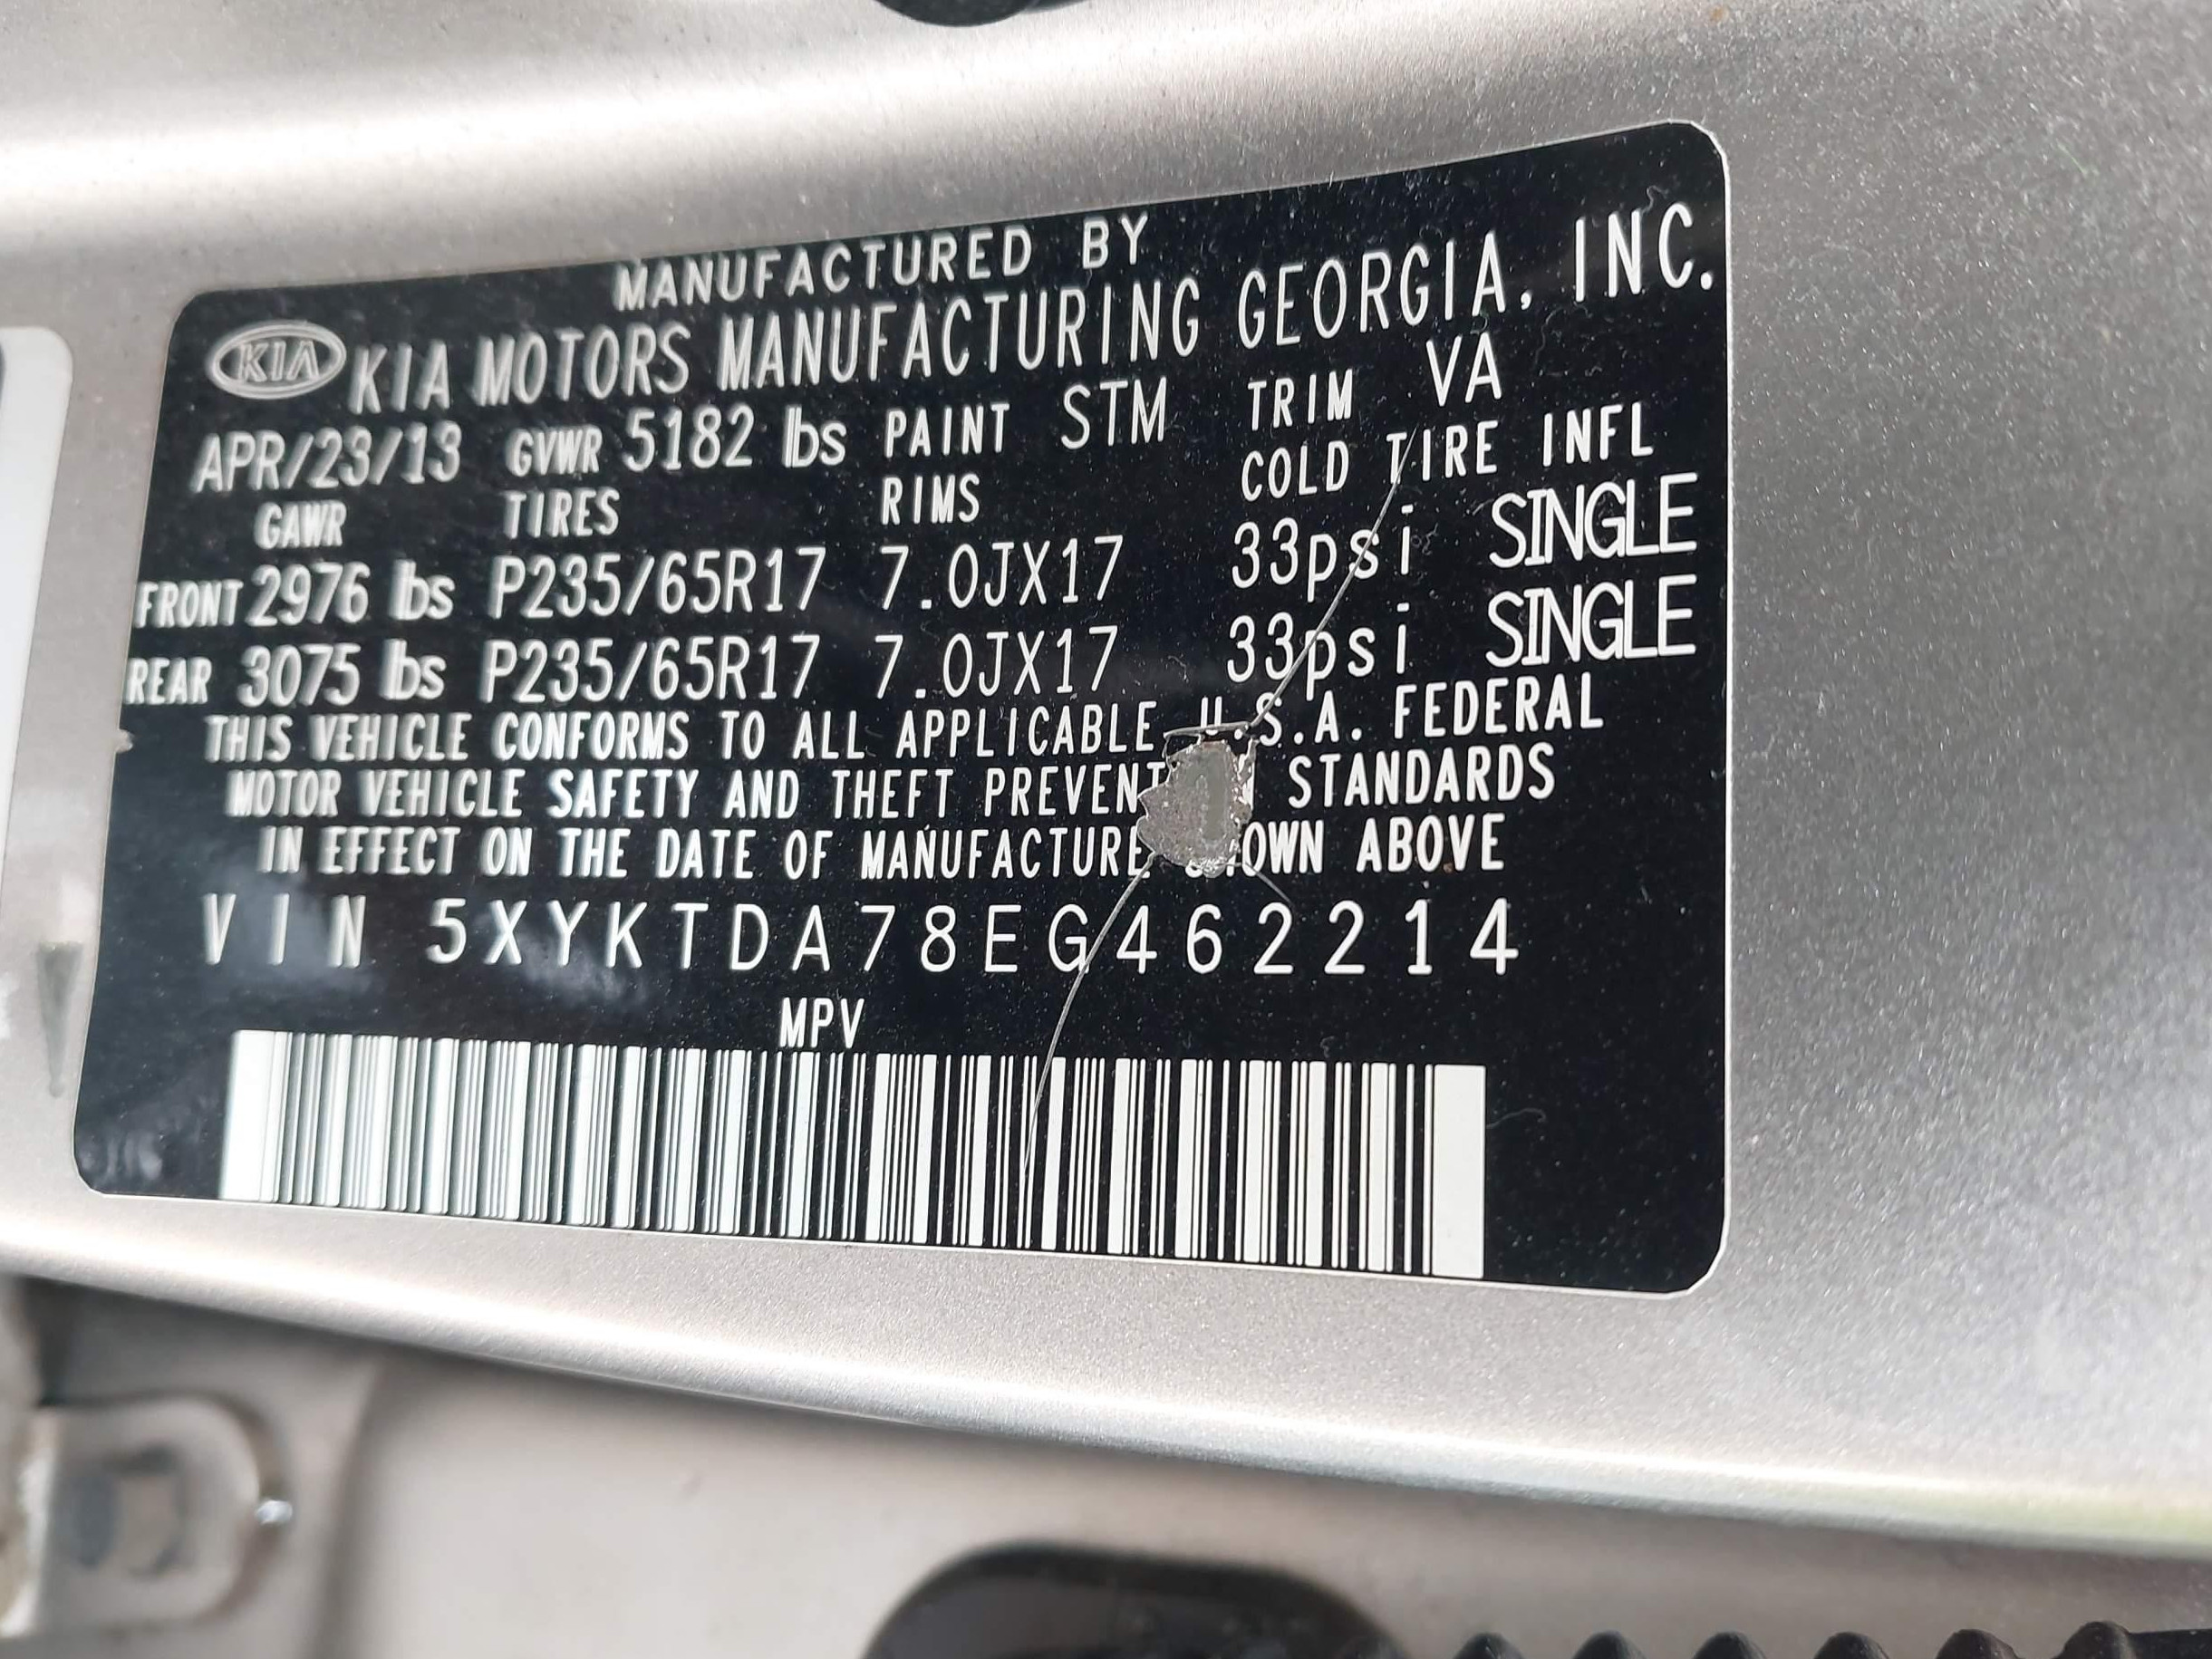 MANUFACTURED BY
KIA KIA MOTORS MANUFACTURING GEORGIA, INC.
APR/23/13 GVWR 5182 lbs PAINT STM TRIM VA
GAWR TIRES RIMS COLD TIRE INFL
FRONT 2976 lbs P235/65R17 7.0JX17 33psi SINGLE
REAR 3075 lbs P235/65R17 7.0JX17 33psi SINGLE
THIS VEHICLE CONFORMS TO ALL APPLICABLE U.S.A. FEDERAL
MOTOR VEHICLE SAFETY AND THEFT STANDARDS
IN EFFECT ON THE DATE OF MANUFACTURE ABOVE
VIN 5XYKTDA78EG462214
MPV